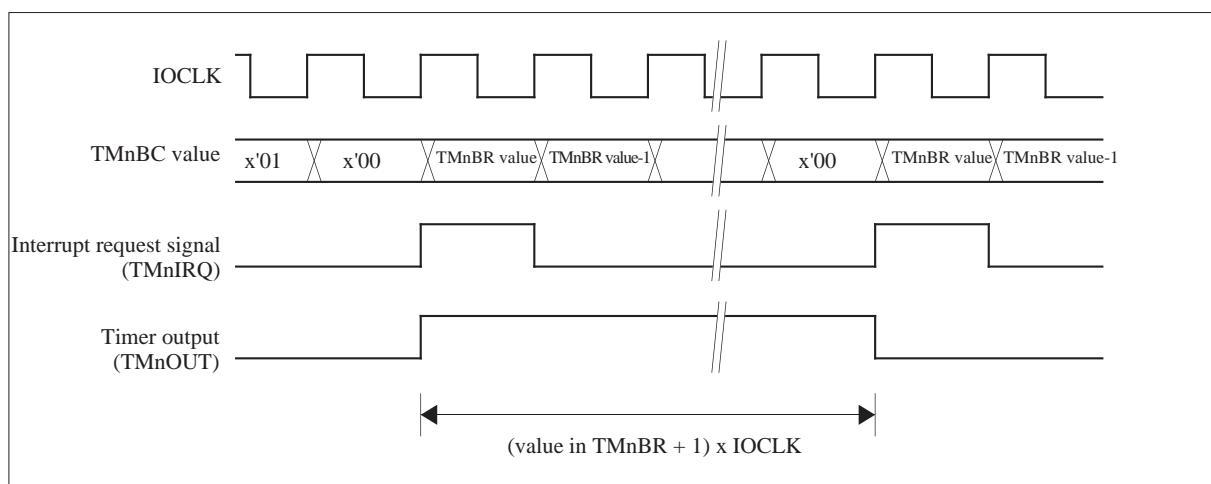 IOCLK
TMnBC value
x'01 x'00 TMnBR value TMnBR value-1 x'00 TMnBR value TMnBR value-1
Interrupt request signal
(TMnIRQ)
Timer output
(TMnOUT)
(value in TMnBR + 1) x IOCLK